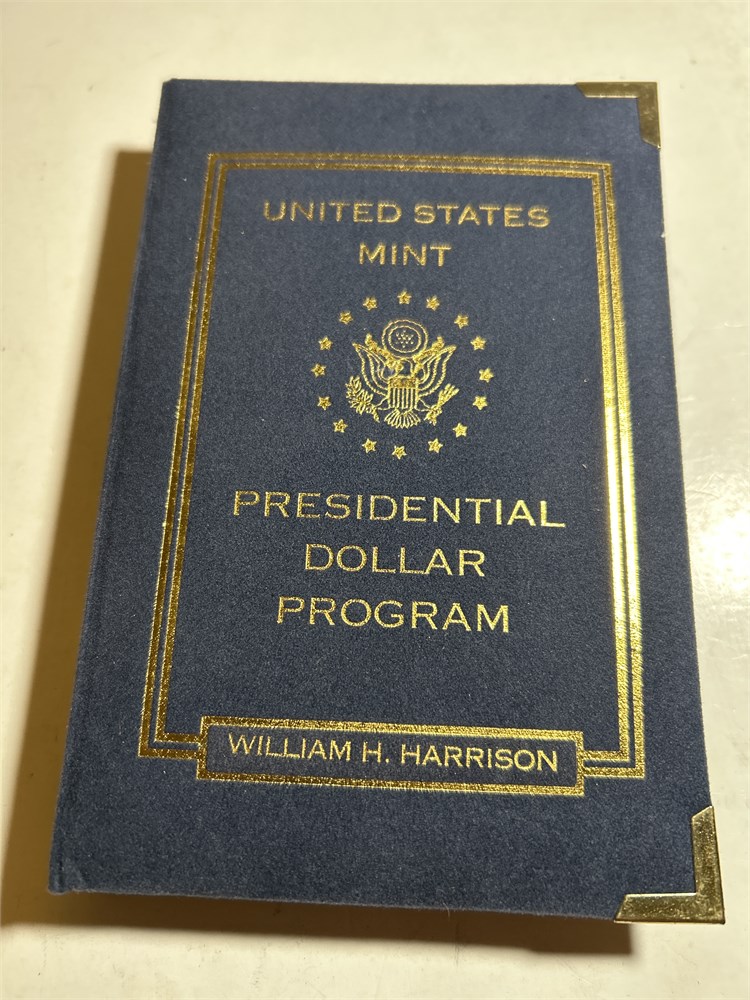 UNITED STATES
MINT
PRESIDENTIAL
DOLLAR
PROGRAM
WILLIAM H. HARRISON